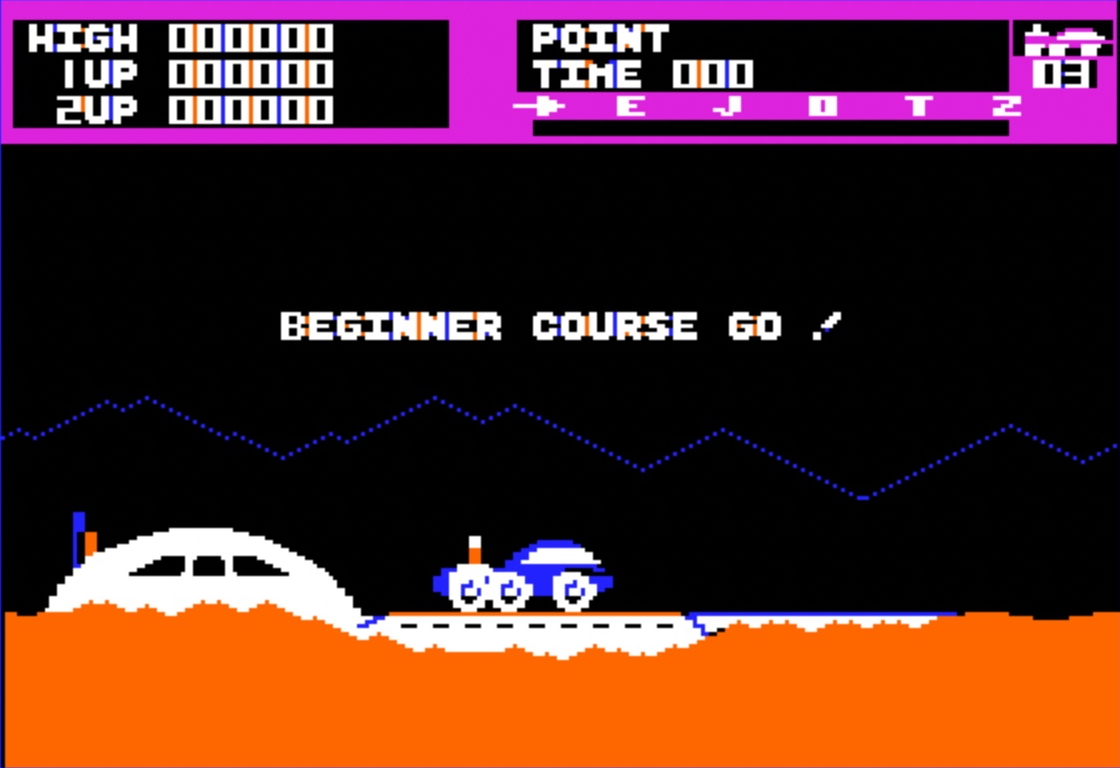 HIGH 000000
1UP 000000
2UP 000000
POINT
TIME 000
E J O T Z
03
BEGINNER COURSE GO !